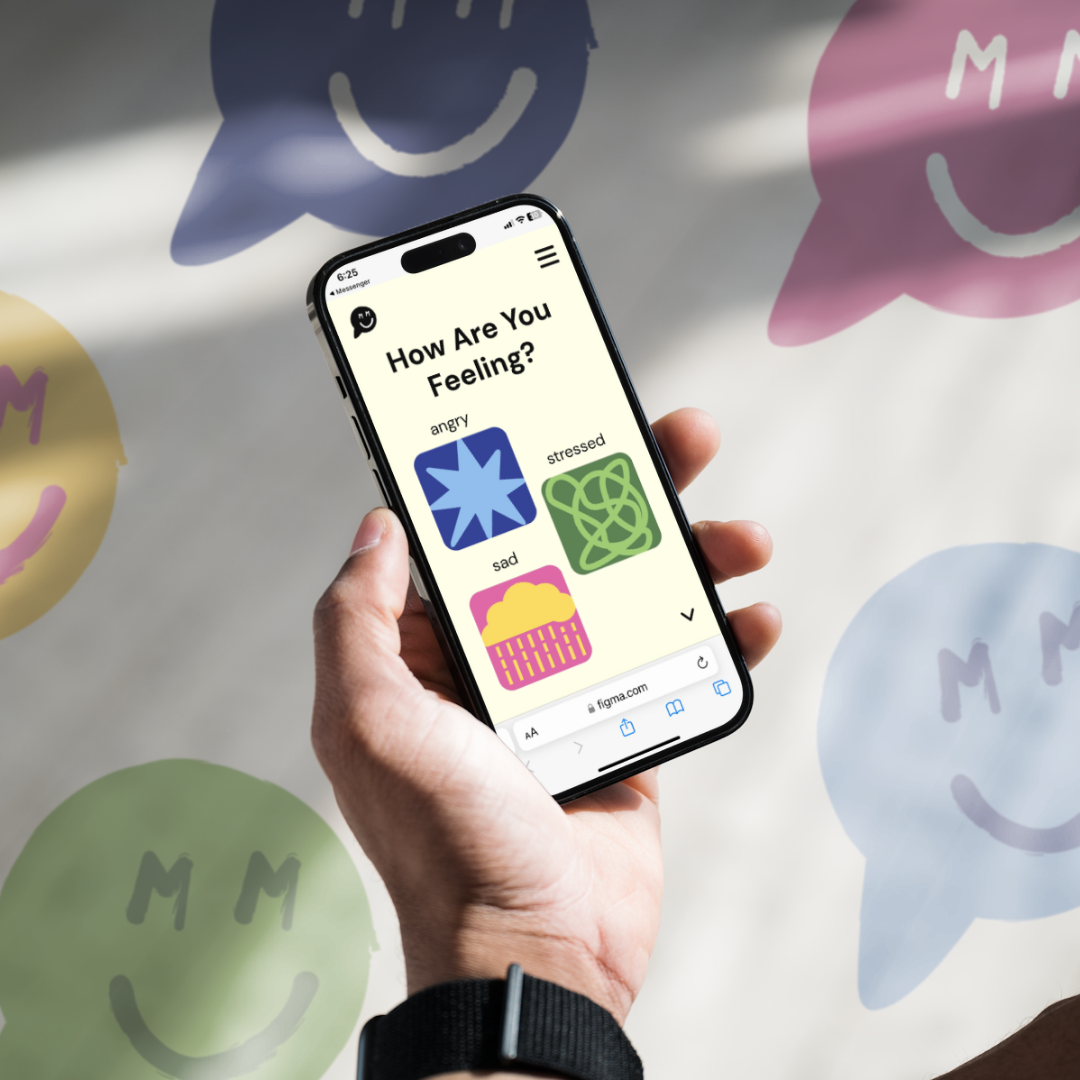 M M
6:25
Messenger
M M
How Are You
Feeling?
angry
stressed
sad
AA
figma.com
M
M M
M M